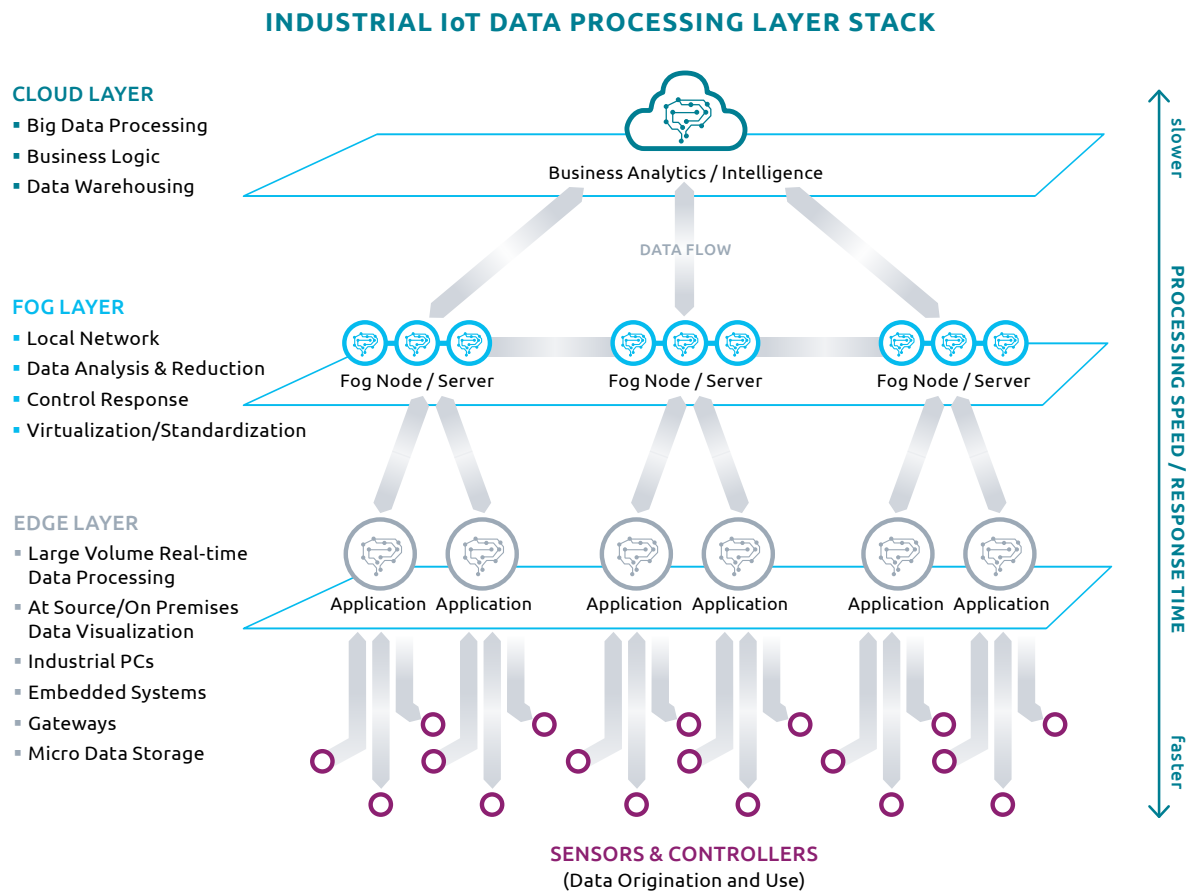 INDUSTRIAL IoT DATA PROCESSING LAYER STACK
CLOUD LAYER
▪ Big Data Processing
▪ Business Logic
▪ Data Warehousing
Business Analytics / Intelligence
slower
DATA FLOW
FOG LAYER
▪ Local Network
▪ Data Analysis & Reduction
▪ Control Response
▪ Virtualization/Standardization
Fog Node / Server
Fog Node / Server
Fog Node / Server
PROCESSING SPEED / RESPONSE TIME
EDGE LAYER
▪ Large Volume Real-time
Data Processing
▪ At Source/On Premises
Data Visualization
▪ Industrial PCs
▪ Embedded Systems
▪ Gateways
▪ Micro Data Storage
Application
Application
Application
Application
Application
Application
faster
SENSORS & CONTROLLERS
(Data Origination and Use)